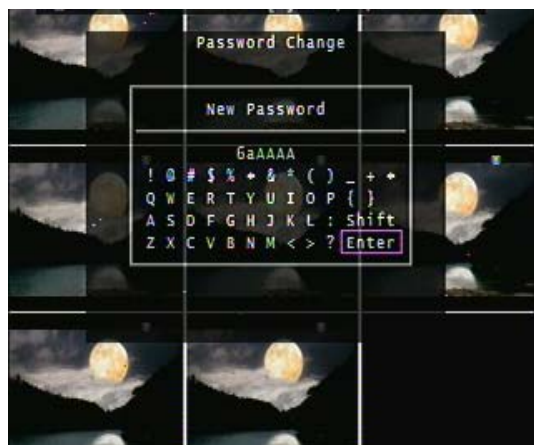 Password Change
New Password
GaAAAA
! @ # $ % ← & * ( ) _ + ←
Q W E R T Y U I O P { }
A S D F G H J K L : Shift
Z X C V B N M < > ? Enter